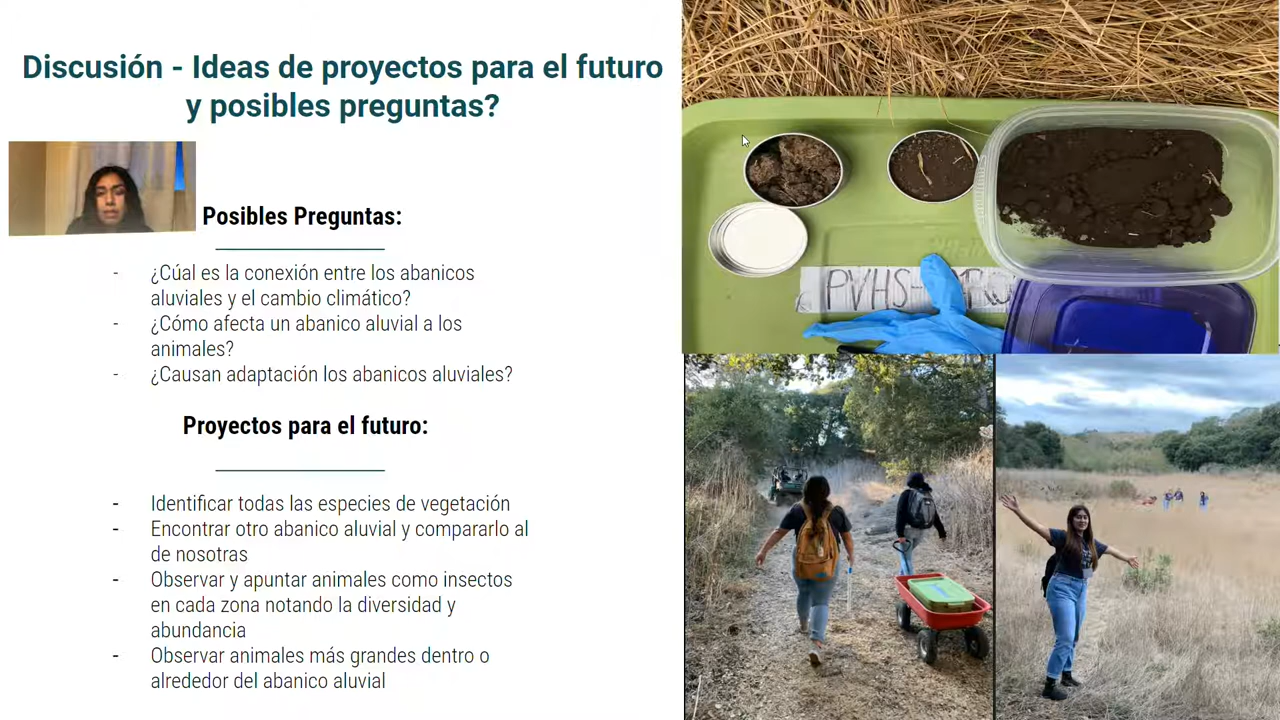 Discusión - Ideas de proyectos para el futuro
y posibles preguntas?
Posibles Preguntas:
- ¿Cúal es la conexión entre los abanicos
aluviales y el cambio climático?
- ¿Cómo afecta un abanico aluvial a los
animales?
- ¿Causan adaptación los abanicos aluviales?
Proyectos para el futuro:
- Identificar todas las especies de vegetación
- Encontrar otro abanico aluvial y compararlo al
de nosotras
- Observar y apuntar animales como insectos
en cada zona notando la diversidad y
abundancia
- Observar animales más grandes dentro o
alrededor del abanico aluvial
PVHS